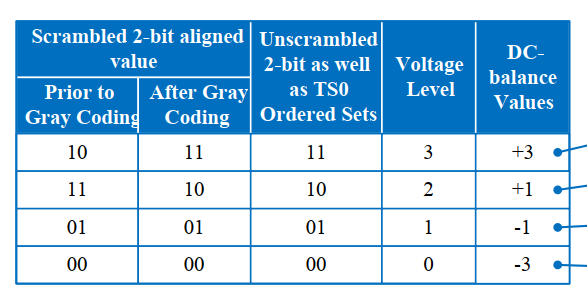 Scrambled 2-bit aligned value
Prior to Gray Coding
After Gray Coding
Unscrambled 2-bit as well as TS0 Ordered Sets
Voltage Level
DC-balance Values
10 11 11 3 +3
11 10 10 2 +1
01 01 01 1 -1
00 00 00 0 -3